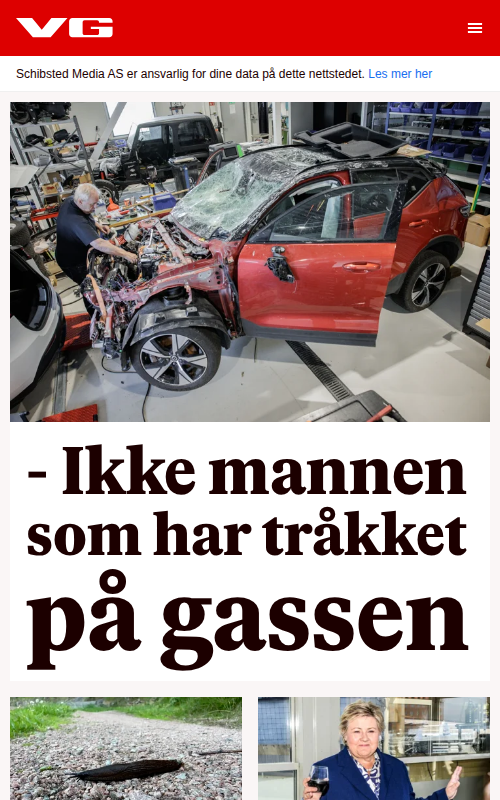 VG
Schibsted Media AS er ansvarlig for dine data på dette nettstedet. Les mer her
- Ikke mannen
som har tråkket
på gassen